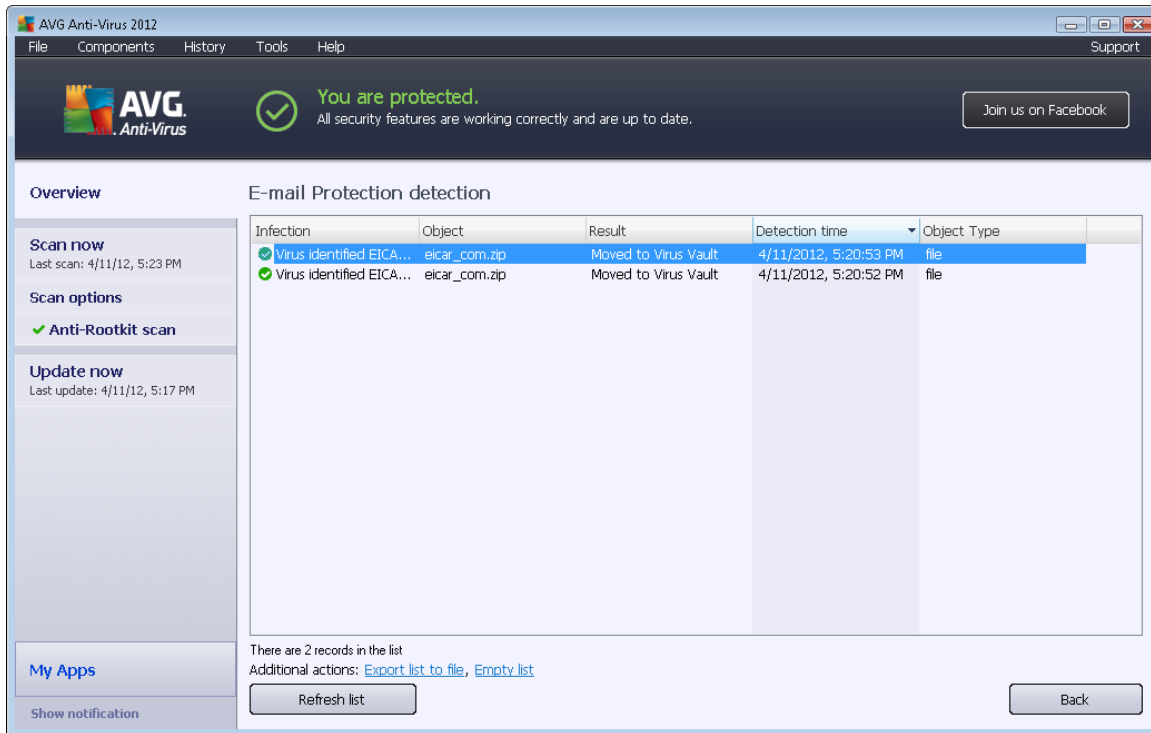 AVG Anti-Virus 2012
File Components History Tools Help Support
AVG.
Anti-Virus
You are protected.
All security features are working correctly and are up to date.
Join us on Facebook
Overview
Scan now
Last scan: 4/11/12, 5:23 PM
Scan options
Anti-Rootkit scan
Update now
Last update: 4/11/12, 5:17 PM
My Apps
Show notification
E-mail Protection detection
Infection Object Result Detection time Object Type
Virus identified EICA... eicar_com.zip Moved to Virus Vault 4/11/2012, 5:20:53 PM file
Virus identified EICA... eicar_com.zip Moved to Virus Vault 4/11/2012, 5:20:52 PM file
There are 2 records in the list
Additional actions: Export list to file, Empty list
Refresh list Back